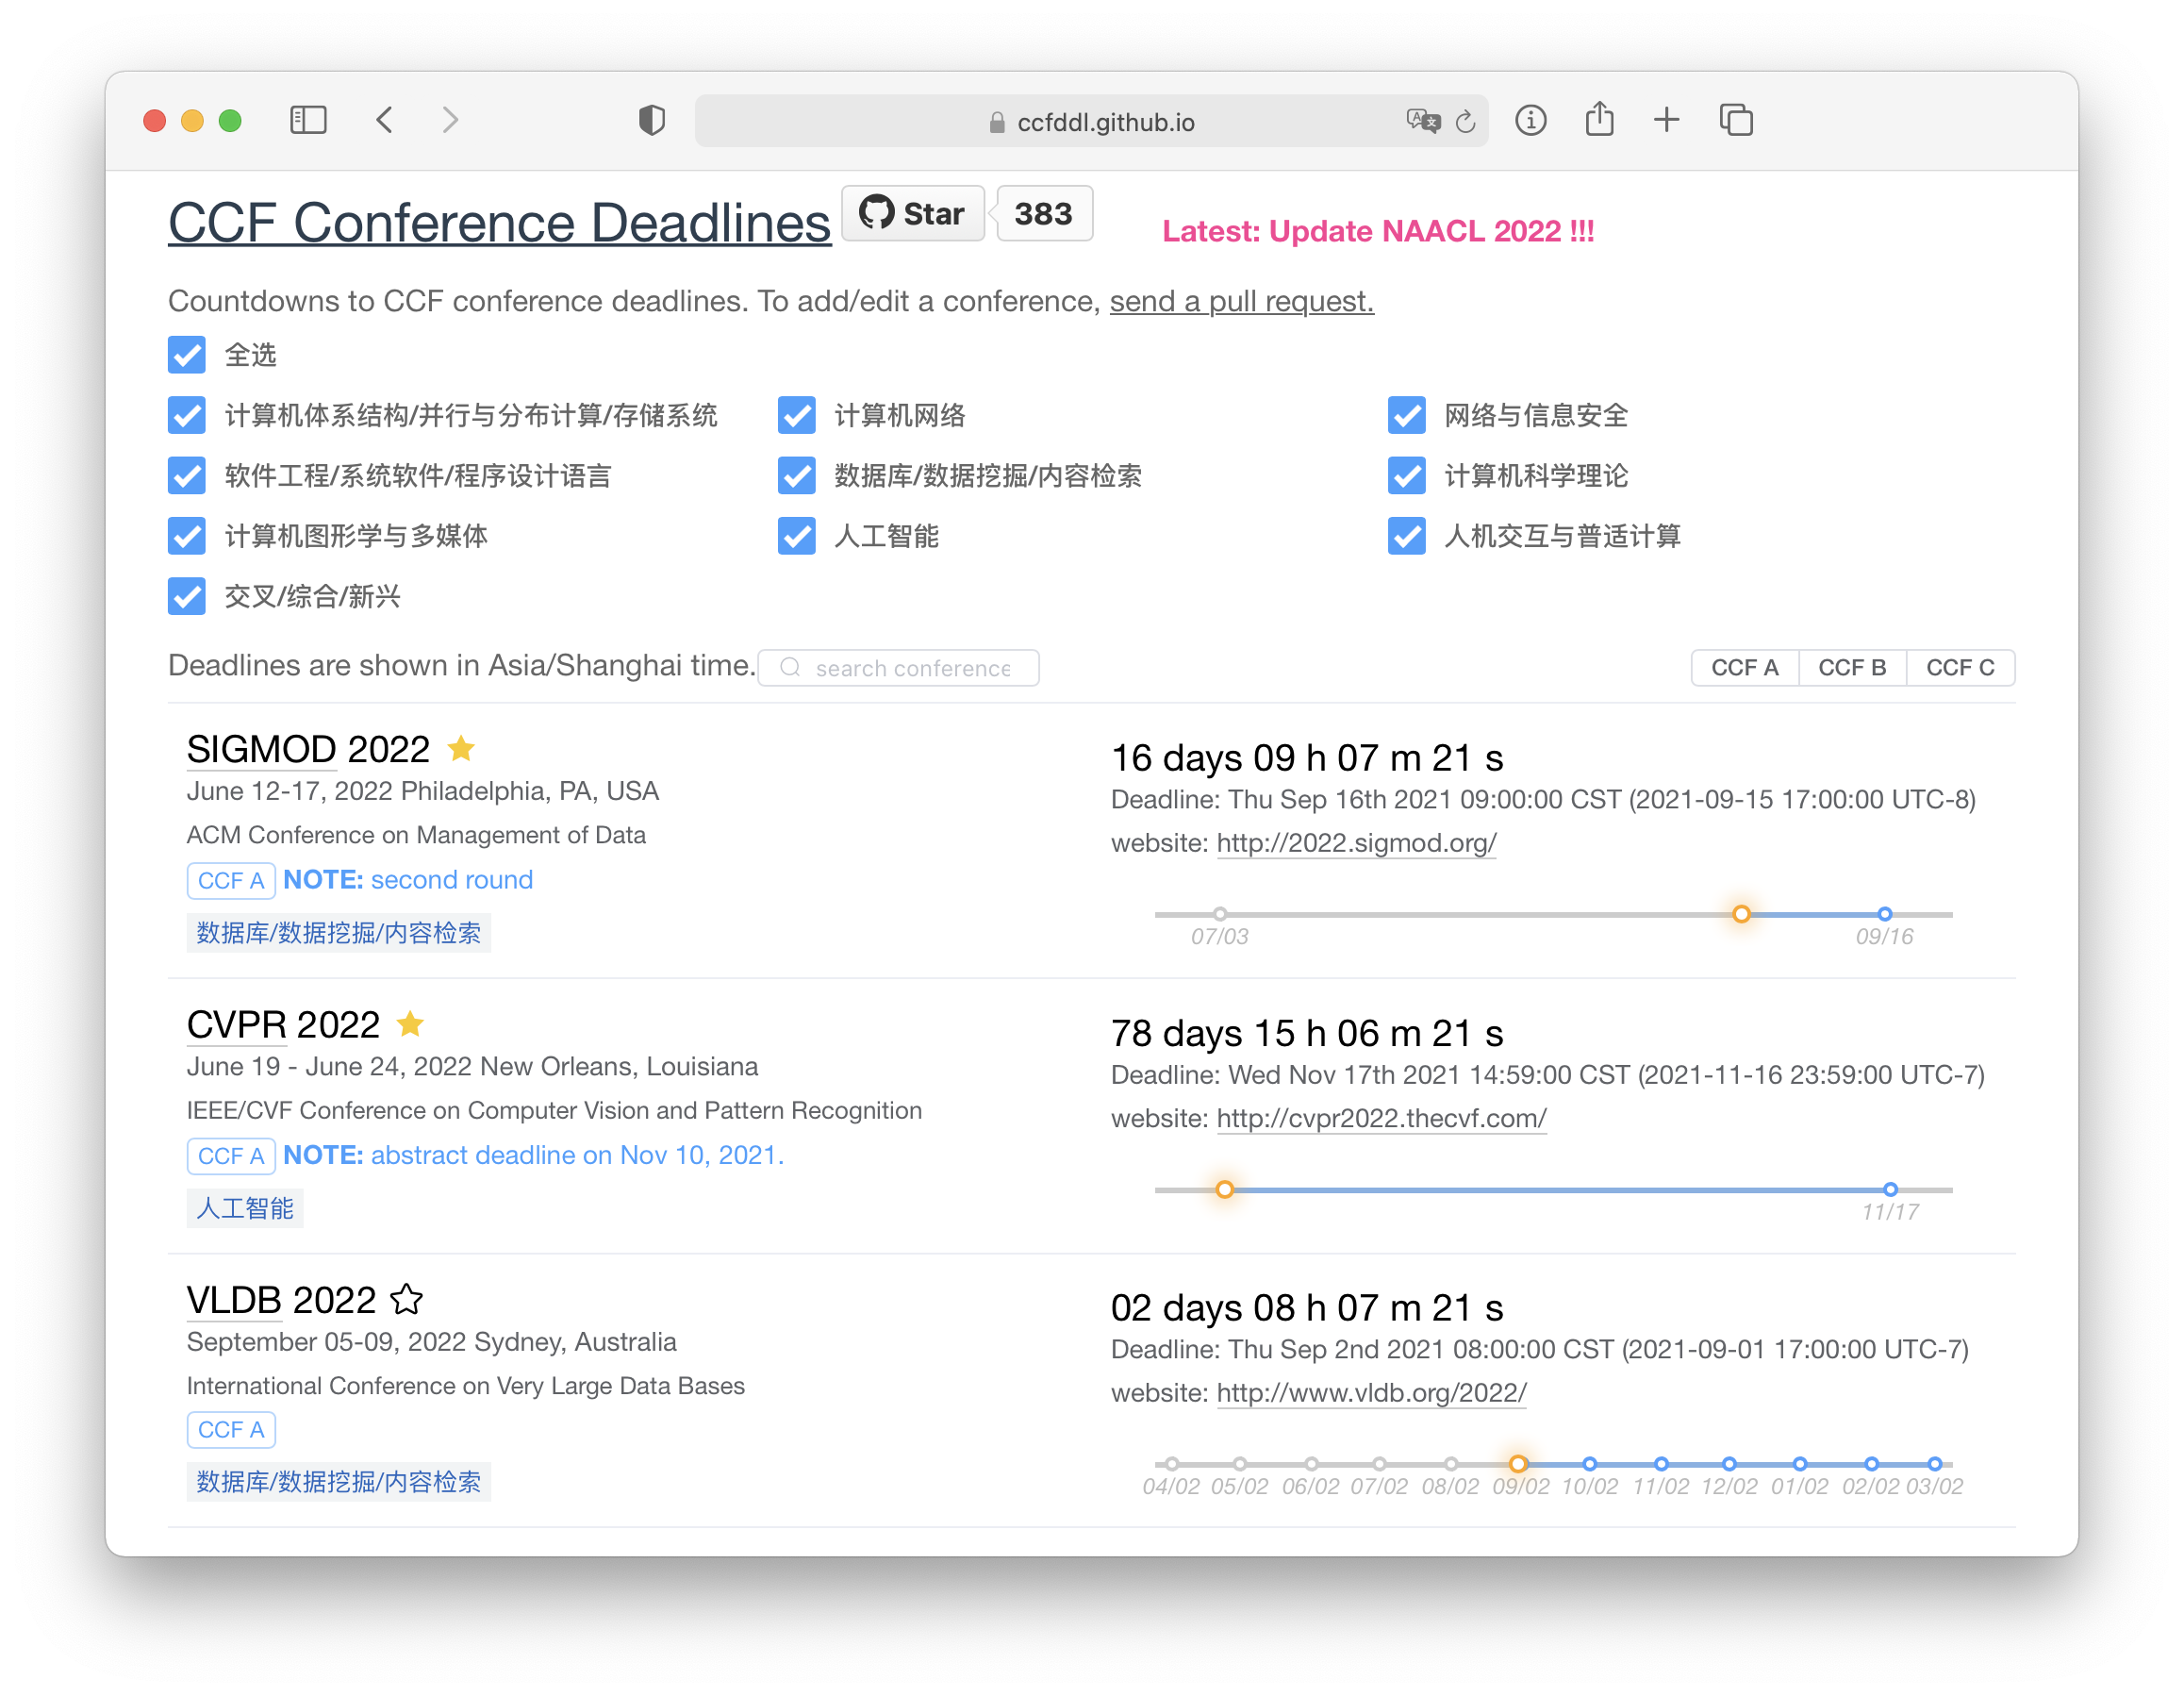 ccfddl.github.io
CCF Conference Deadlines Star 383 Latest: Update NAACL 2022 !!!
Countdowns to CCF conference deadlines. To add/edit a conference, send a pull request.
全选
计算机体系结构/并行与分布计算/存储系统 计算机网络 网络与信息安全
软件工程/系统软件/程序设计语言 数据库/数据挖掘/内容检索 计算机科学理论
计算机图形学与多媒体 人工智能 人机交互与普适计算
交叉/综合/新兴
Deadlines are shown in Asia/Shanghai time. search conference CCF A CCF B CCF C
SIGMOD 2022
June 12-17, 2022 Philadelphia, PA, USA
ACM Conference on Management of Data
CCF A NOTE: second round
数据库/数据挖掘/内容检索
16 days 09 h 07 m 21 s
Deadline: Thu Sep 16th 2021 09:00:00 CST (2021-09-15 17:00:00 UTC-8)
website: http://2022.sigmod.org/
07/03 09/16
CVPR 2022
June 19 - June 24, 2022 New Orleans, Louisiana
IEEE/CVF Conference on Computer Vision and Pattern Recognition
CCF A NOTE: abstract deadline on Nov 10, 2021.
人工智能
78 days 15 h 06 m 21 s
Deadline: Wed Nov 17th 2021 14:59:00 CST (2021-11-16 23:59:00 UTC-7)
website: http://cvpr2022.thecvf.com/
11/17
VLDB 2022
September 05-09, 2022 Sydney, Australia
International Conference on Very Large Data Bases
CCF A
数据库/数据挖掘/内容检索
02 days 08 h 07 m 21 s
Deadline: Thu Sep 2nd 2021 08:00:00 CST (2021-09-01 17:00:00 UTC-7)
website: http://www.vldb.org/2022/
04/02 05/02 06/02 07/02 08/02 09/02 10/02 11/02 12/02 01/02 02/02 03/02